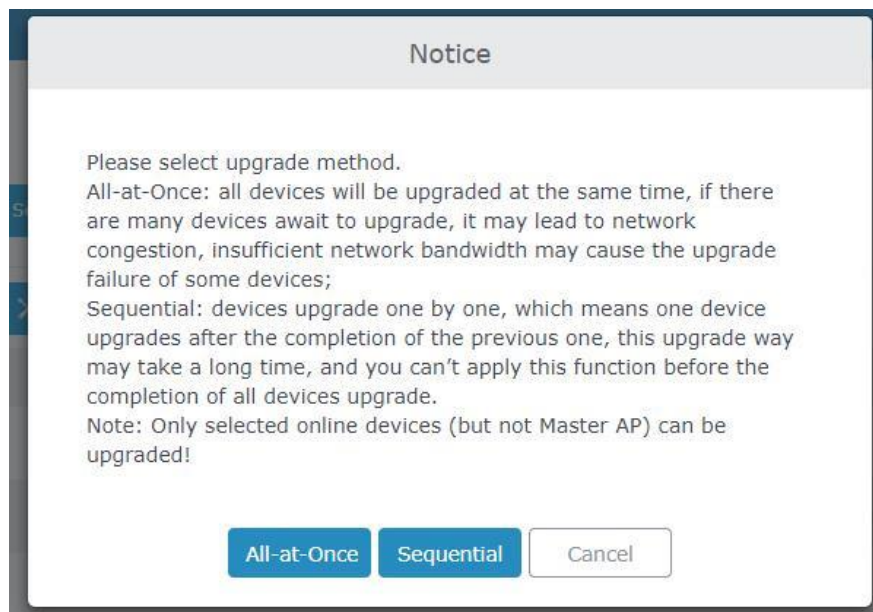 Notice
Please select upgrade method.
All-at-Once: all devices will be upgraded at the same time, if there
are many devices await to upgrade, it may lead to network
congestion, insufficient network bandwidth may cause the upgrade
failure of some devices;
Sequential: devices upgrade one by one, which means one device
upgrades after the completion of the previous one, this upgrade way
may take a long time, and you can’t apply this function before the
completion of all devices upgrade.
Note: Only selected online devices (but not Master AP) can be
upgraded!
All-at-Once Sequential Cancel